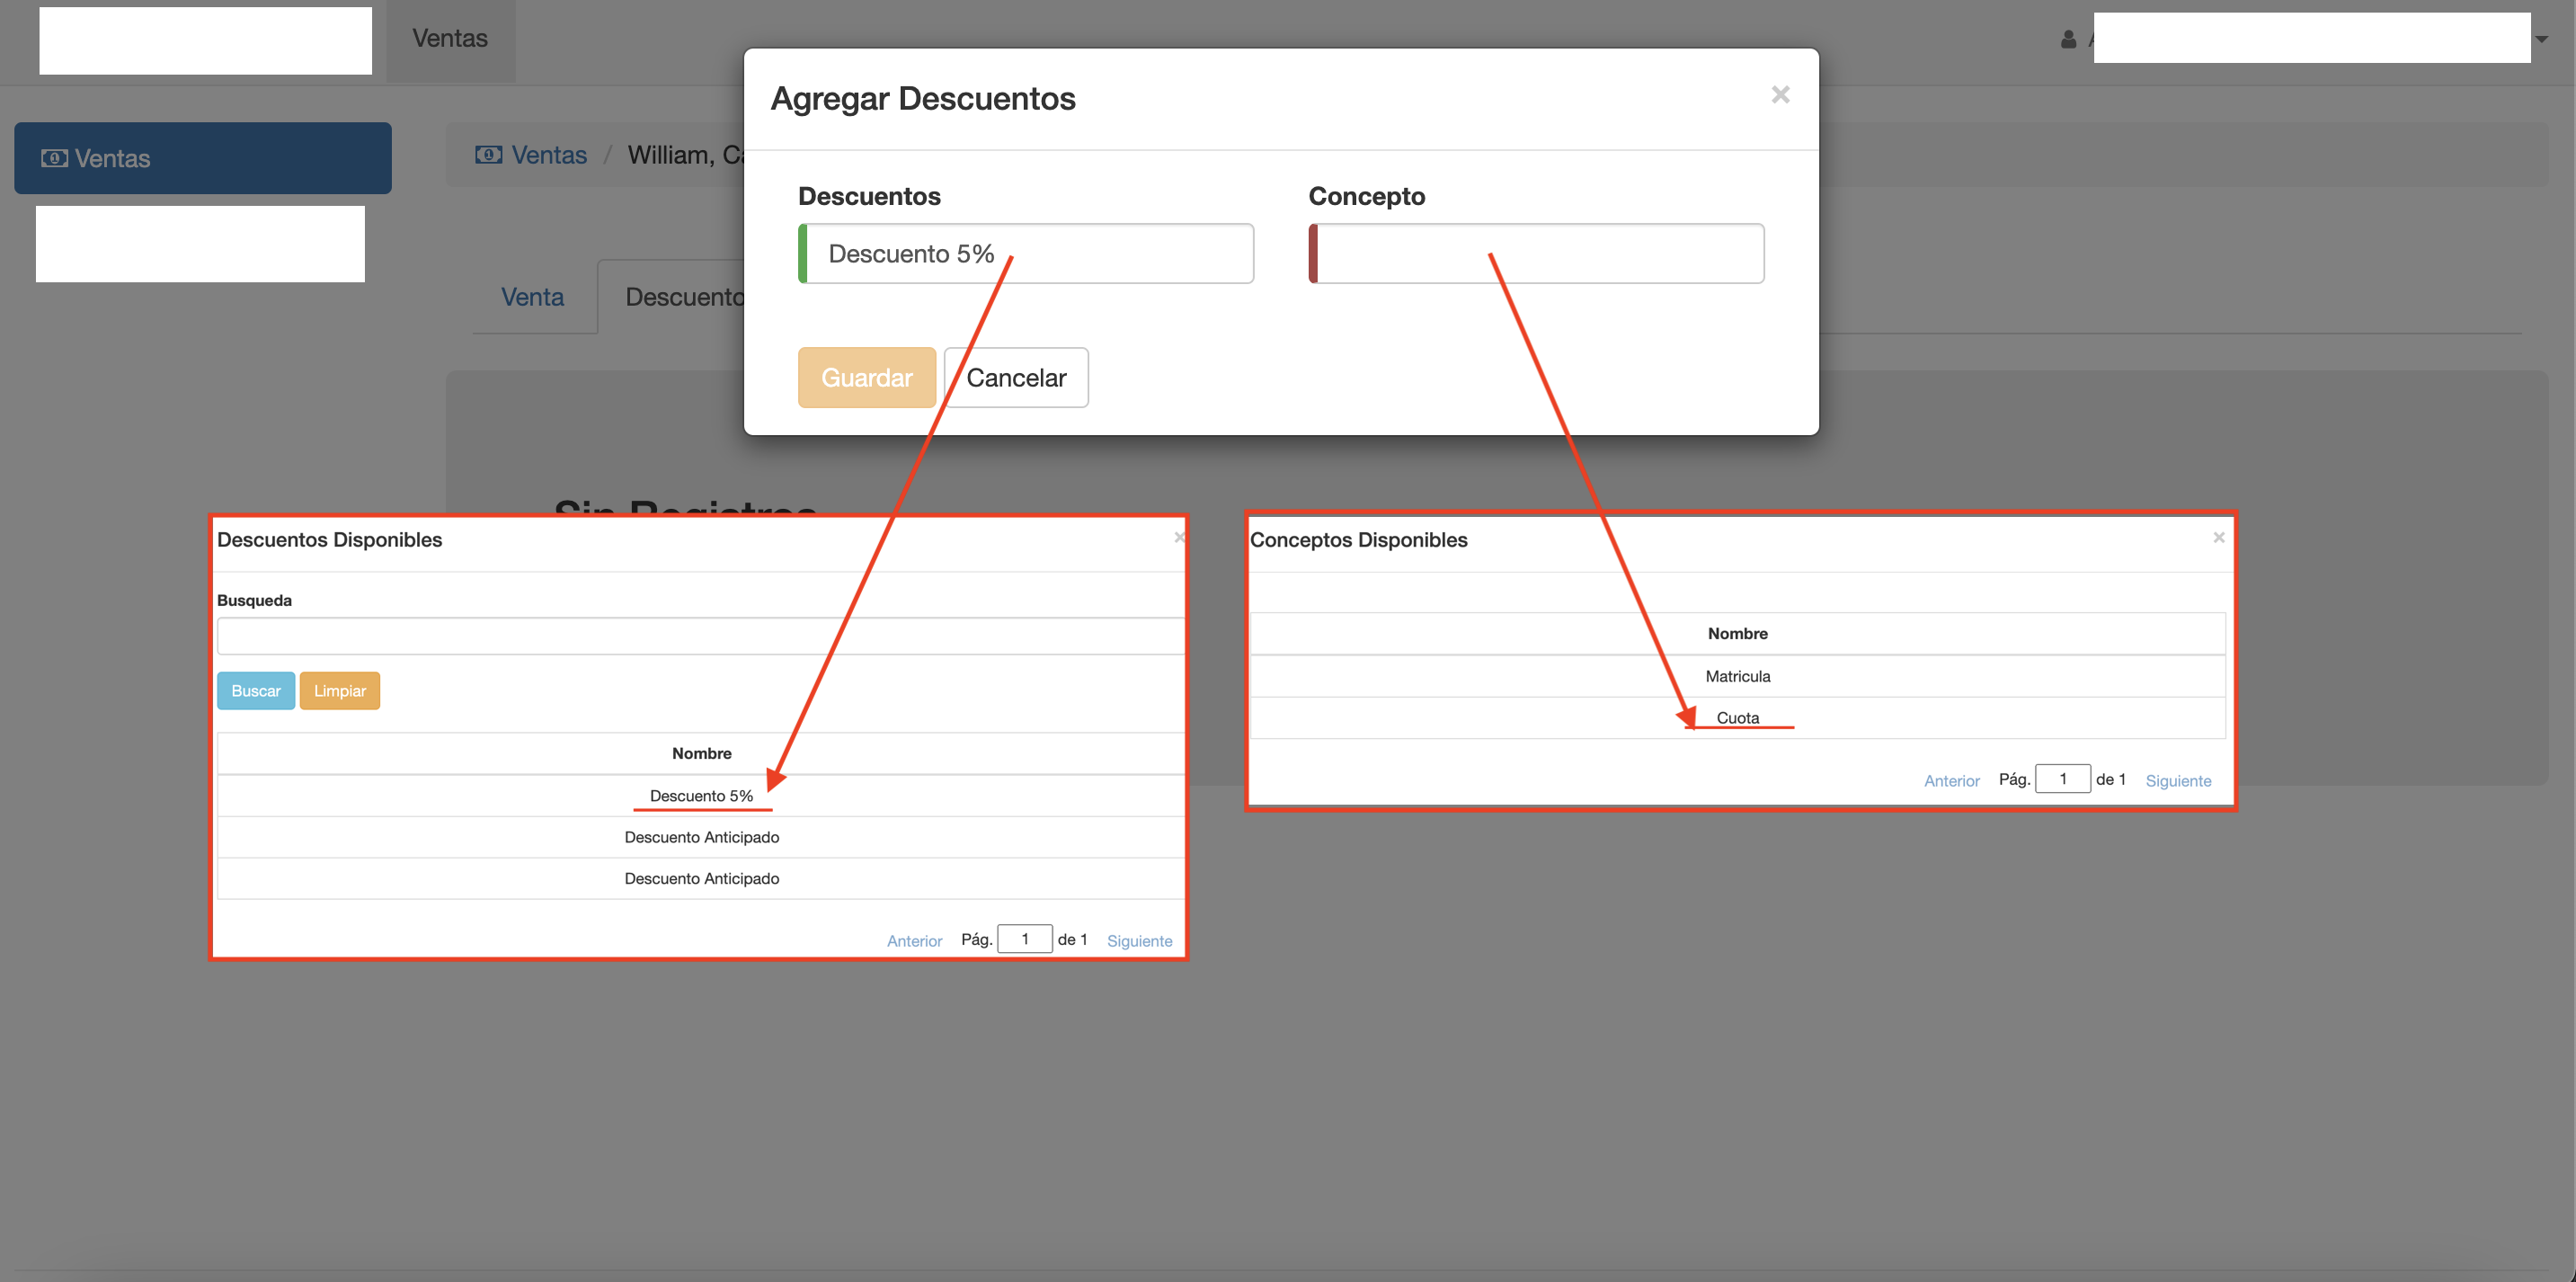 Ventas
Agregar Descuentos
×
Ventas
Ventas / William,
Descuentos
Concepto
Descuento 5%
Venta
Descuento
Guardar
Cancelar
Sin Registros
Descuentos Disponibles
×
Busqueda
Buscar
Limpiar
Nombre
Descuento 5%
Descuento Anticipado
Descuento Anticipado
Anterior Pág. 1 de 1 Siguiente
Conceptos Disponibles
×
Nombre
Matricula
Cuota
Anterior Pág. 1 de 1 Siguiente